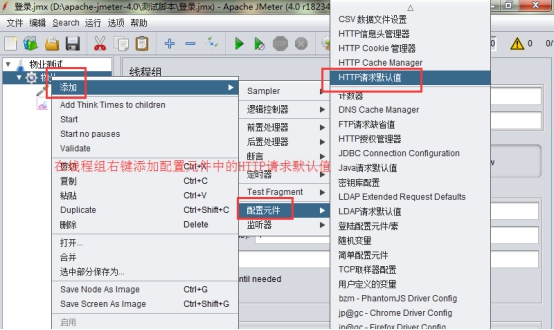 登录.jmx (D:\apache-jmeter-4.0\测试脚本\登录.jmx) - Apache JMeter (4.0 r18234
文件 编辑 Search 运行 选项 帮助
0/
物业测试
线程组
添加
Add Think Times to children
Start
Start no pauses
Validate
剪切 Ctrl+X
复制 Ctrl+C
粘贴 Ctrl+V
Duplicate Ctrl+Shift+C
删除 Delete
打开...
合并
选中部分保存为...
Save Node As Image Ctrl+G
Save Screen As Image Ctrl+Shift+G
启用
Sampler
逻辑控制器
前置处理器
后置处理器
断言
定时器
Test Fragment
配置元件
监听器
在线程组右键添加配置元件中的HTTP请求默认值
til needed
CSV 数据文件设置
HTTP信息头管理器
HTTP Cookie 管理器
HTTP Cache Manager
HTTP请求默认值
计数器
DNS Cache Manager
FTP请求缺省值
HTTP授权管理器
JDBC Connection Configuration
Java请求默认值
密钥库配置
LDAP Extended Request Defaults
LDAP请求默认值
登陆配置元件/素
随机变量
简单配置元件
TCP取样器配置
用户定义的变量
bzm - PhantomJS Driver Config
jp@gc - Chrome Driver Config
jp@gc - Firefox Driver Config